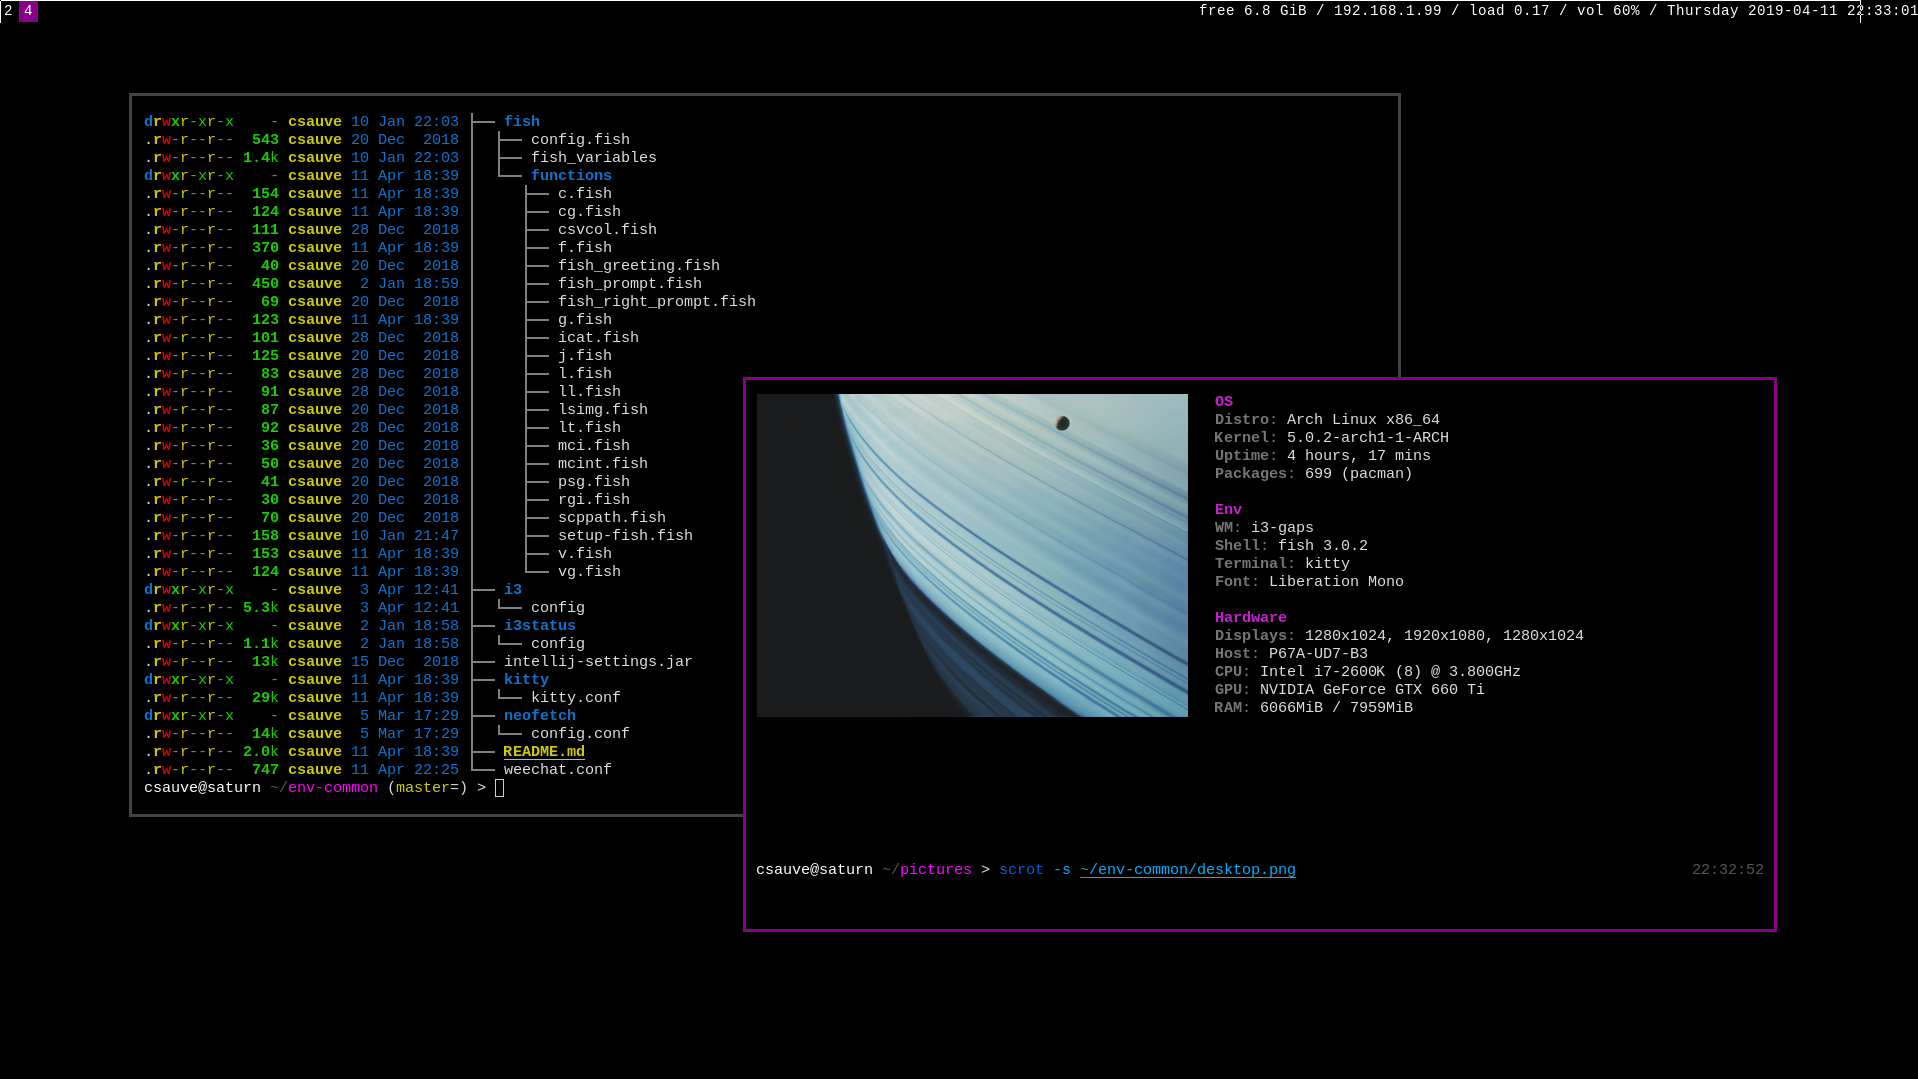 2 4 free 6.8 GiB / 192.168.1.99 / load 0.17 / vol 60% / Thursday 2019-04-11 22:33:01
drwxr-xr-x    - csauve 10 Jan 22:03 ├── fish
.rw-r--r--  543 csauve 20 Dec  2018 │  ├── config.fish
.rw-r--r-- 1.4k csauve 10 Jan 22:03 │  ├── fish_variables
drwxr-xr-x    - csauve 11 Apr 18:39 │  └── functions
.rw-r--r--  154 csauve 11 Apr 18:39 │     ├── c.fish
.rw-r--r--  124 csauve 11 Apr 18:39 │     ├── cg.fish
.rw-r--r--  111 csauve 28 Dec  2018 │     ├── csvcol.fish
.rw-r--r--  370 csauve 11 Apr 18:39 │     ├── f.fish
.rw-r--r--   40 csauve 20 Dec  2018 │     ├── fish_greeting.fish
.rw-r--r--  450 csauve  2 Jan 18:59 │     ├── fish_prompt.fish
.rw-r--r--   69 csauve 20 Dec  2018 │     ├── fish_right_prompt.fish
.rw-r--r--  123 csauve 11 Apr 18:39 │     ├── g.fish
.rw-r--r--  101 csauve 28 Dec  2018 │     ├── icat.fish
.rw-r--r--  125 csauve 20 Dec  2018 │     ├── j.fish
.rw-r--r--   83 csauve 28 Dec  2018 │     ├── l.fish
.rw-r--r--   91 csauve 28 Dec  2018 │     ├── ll.fish
.rw-r--r--   87 csauve 20 Dec  2018 │     ├── lsimg.fish
.rw-r--r--   92 csauve 28 Dec  2018 │     ├── lt.fish
.rw-r--r--   36 csauve 20 Dec  2018 │     ├── mci.fish
.rw-r--r--   50 csauve 20 Dec  2018 │     ├── mcint.fish
.rw-r--r--   41 csauve 20 Dec  2018 │     ├── psg.fish
.rw-r--r--   30 csauve 20 Dec  2018 │     ├── rgi.fish
.rw-r--r--   70 csauve 20 Dec  2018 │     ├── scppath.fish
.rw-r--r--  158 csauve 10 Jan 21:47 │     ├── setup-fish.fish
.rw-r--r--  153 csauve 11 Apr 18:39 │     ├── v.fish
.rw-r--r--  124 csauve 11 Apr 18:39 │     └── vg.fish
drwxr-xr-x    - csauve  3 Apr 12:41 ├── i3
.rw-r--r-- 5.3k csauve  3 Apr 12:41 │  └── config
drwxr-xr-x    - csauve  2 Jan 18:58 ├── i3status
.rw-r--r-- 1.1k csauve  2 Jan 18:58 │  └── config
.rw-r--r--  13k csauve 15 Dec  2018 ├── intellij-settings.jar
drwxr-xr-x    - csauve 11 Apr 18:39 ├── kitty
.rw-r--r--  29k csauve 11 Apr 18:39 │  └── kitty.conf
drwxr-xr-x    - csauve  5 Mar 17:29 ├── neofetch
.rw-r--r--  14k csauve  5 Mar 17:29 │  └── config.conf
.rw-r--r-- 2.0k csauve 11 Apr 18:39 ├── README.md
.rw-r--r--  747 csauve 11 Apr 22:25 └── weechat.conf
csauve@saturn ~/env-common (master=) >
OS
Distro: Arch Linux x86_64
Kernel: 5.0.2-arch1-1-ARCH
Uptime: 4 hours, 17 mins
Packages: 699 (pacman)
Env
WM: i3-gaps
Shell: fish 3.0.2
Terminal: kitty
Font: Liberation Mono
Hardware
Displays: 1280x1024, 1920x1080, 1280x1024
Host: P67A-UD7-B3
CPU: Intel i7-2600K (8) @ 3.800GHz
GPU: NVIDIA GeForce GTX 660 Ti
RAM: 6066MiB / 7959MiB
csauve@saturn ~/pictures > scrot -s ~/env-common/desktop.png 22:32:52